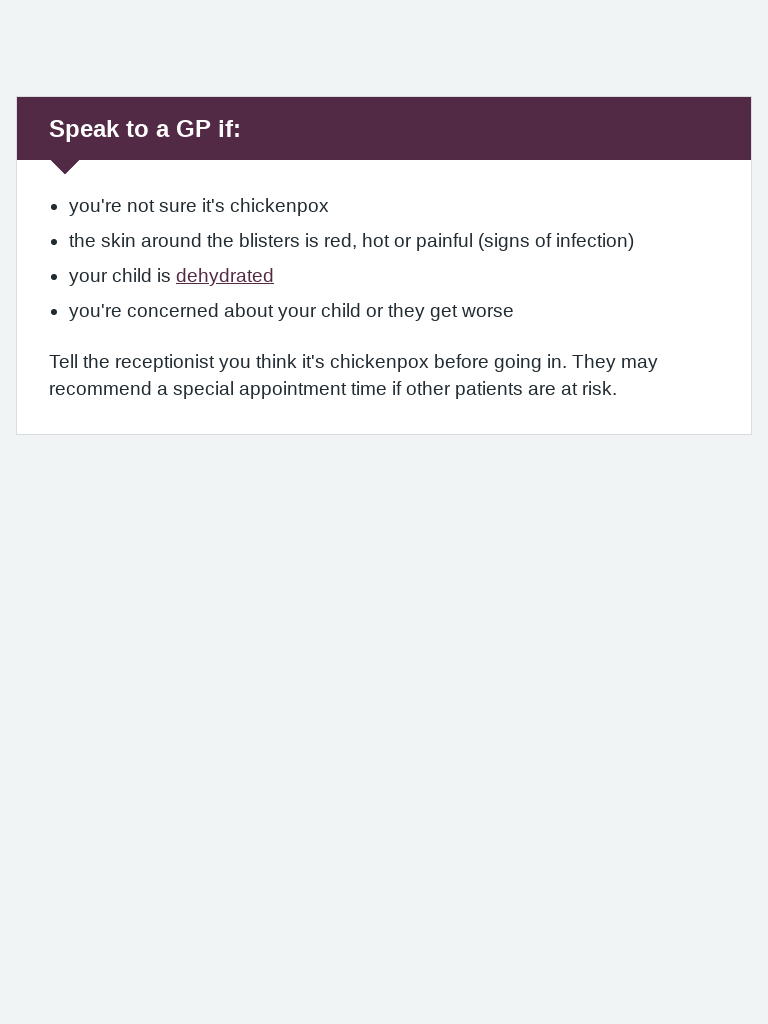 Speak to a GP if:
you're not sure it's chickenpox
the skin around the blisters is red, hot or painful (signs of infection)
your child is dehydrated
you're concerned about your child or they get worse
Tell the receptionist you think it's chickenpox before going in. They may
recommend a special appointment time if other patients are at risk.